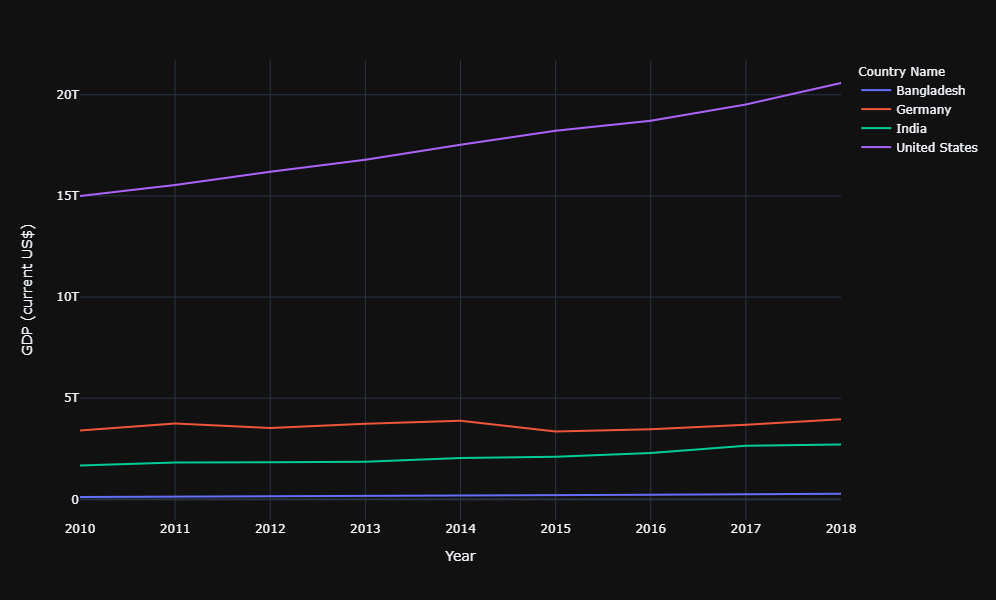 Country Name
Bangladesh
Germany
India
United States
20T
15T
10T
5T
0
GDP (current US$)
2010 2011 2012 2013 2014 2015 2016 2017 2018
Year